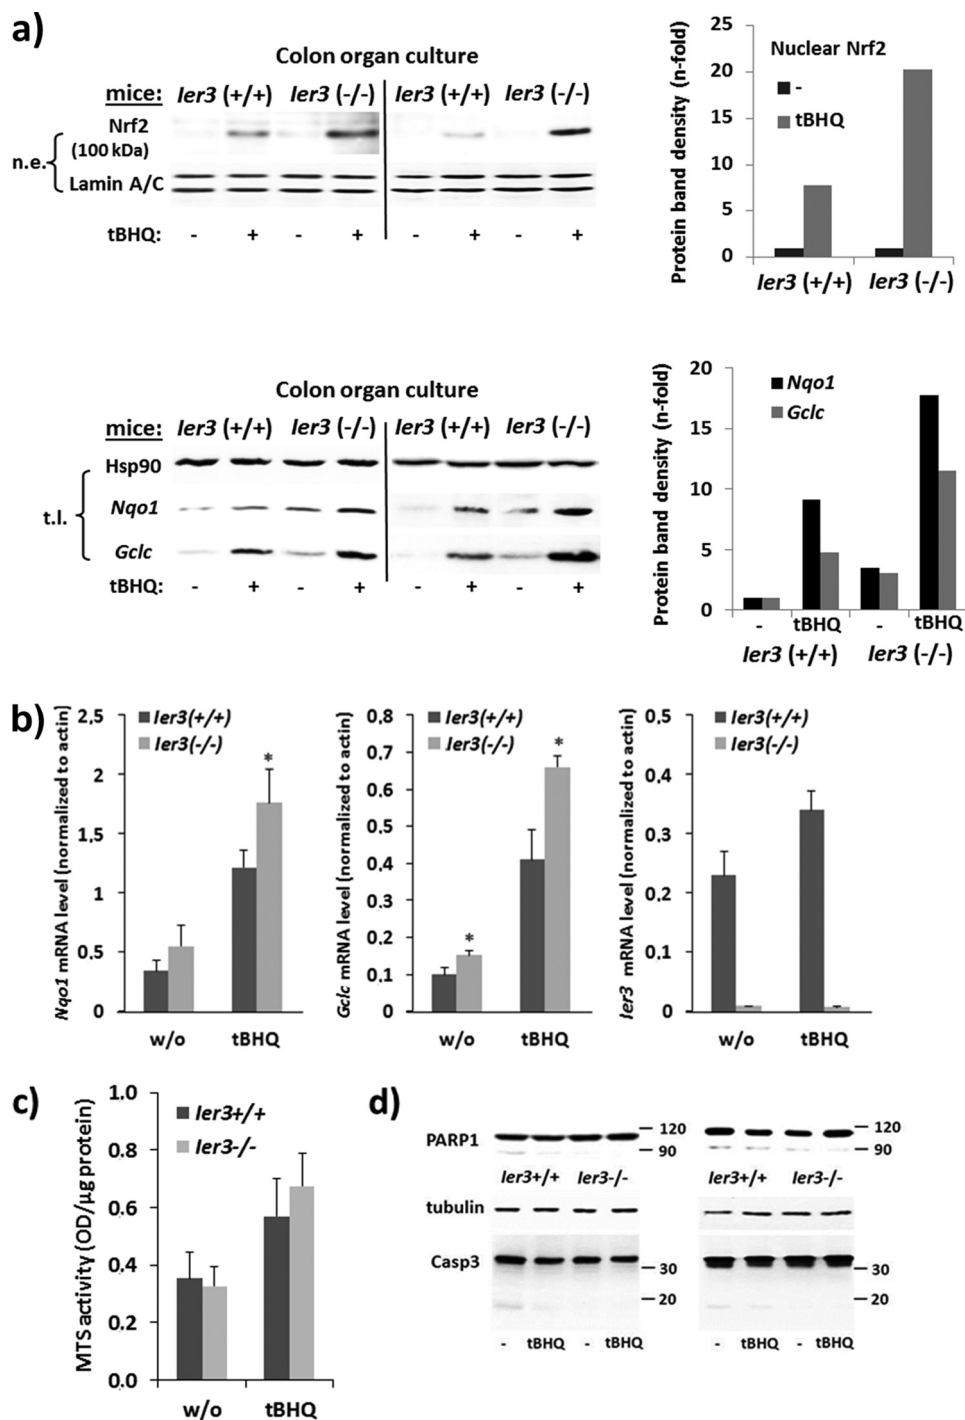 a)
Colon organ culture
mice: Ier3 (+/+) Ier3 (-/-) Ier3 (+/+) Ier3 (-/-)
n.e.
Nrf2
(100 kDa)
Lamin A/C
tBHQ: - + - + - + - +
Protein band density (n-fold)
25
20
15
10
5
0
Nuclear Nrf2
-
tBHQ
Ier3 (+/+) Ier3 (-/-)
Colon organ culture
mice: Ier3 (+/+) Ier3 (-/-) Ier3 (+/+) Ier3 (-/-)
t.l.
Hsp90
Nqo1
Gclc
tBHQ: - + - + - + - +
Protein band density (n-fold)
20
15
10
5
0
Nqo1
Gclc
- tBHQ - tBHQ
Ier3 (+/+) Ier3 (-/-)
b)
Nqo1 mRNA level (normalized to actin)
2,5
2
1,5
1
0.5
0
Ier3(+/+)
Ier3(-/-)
*
w/o tBHQ
Gclc mRNA level (normalized to actin)
0,8
0.7
0,6
0.5
0,4
0.3
0.2
0.1
0
Ier3(+/+)
Ier3(-/-)
*
*
w/o tBHQ
Ier3 mRNA level (normalized to actin)
0,5
0,4
0.3
0.2
0.1
0
Ier3(+/+)
Ier3(-/-)
w/o tBHQ
c)
MTS activity (OD/µg protein)
1.0
0.8
0.6
0.4
0.2
0.0
Ier3+/+
Ier3-/-
w/o tBHQ
d)
PARP1
120
90
120
90
Ier3+/+ Ier3-/- Ier3+/+ Ier3-/-
tubulin
Casp3
30
20
30
20
- tBHQ - tBHQ - tBHQ - tBHQ